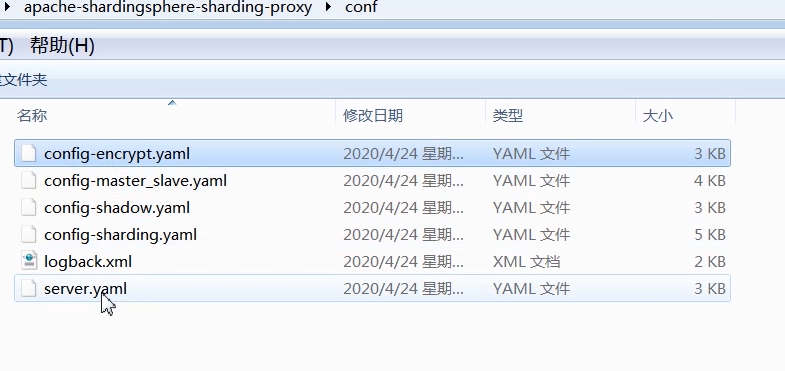 apache-shardingsphere-sharding-proxy conf
T) 帮助(H)
文件夹
名称 修改日期 类型 大小
config-encrypt.yaml 2020/4/24 星期... YAML 文件 3 KB
config-master_slave.yaml 2020/4/24 星期... YAML 文件 4 KB
config-shadow.yaml 2020/4/24 星期... YAML 文件 3 KB
config-sharding.yaml 2020/4/24 星期... YAML 文件 5 KB
logback.xml 2020/4/24 星期... XML 文档 2 KB
server.yaml 2020/4/24 星期... YAML 文件 3 KB